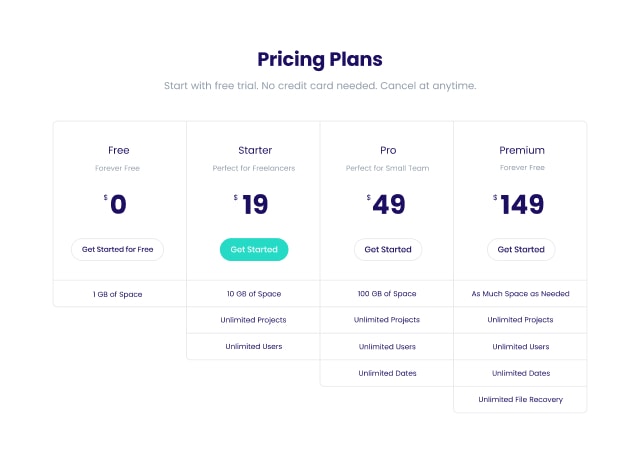 Pricing Plans
Start with free trial. No credit card needed. Cancel at anytime.
Free
Forever Free
$0
Get Started for Free
1 GB of Space
Starter
Perfect for Freelancers
$19
Get Started
10 GB of Space
Unlimited Projects
Unlimited Users
Pro
Perfect for Small Team
$49
Get Started
100 GB of Space
Unlimited Projects
Unlimited Users
Unlimited Dates
Premium
Forever Free
$149
Get Started
As Much Space as Needed
Unlimited Projects
Unlimited Users
Unlimited Dates
Unlimited File Recovery